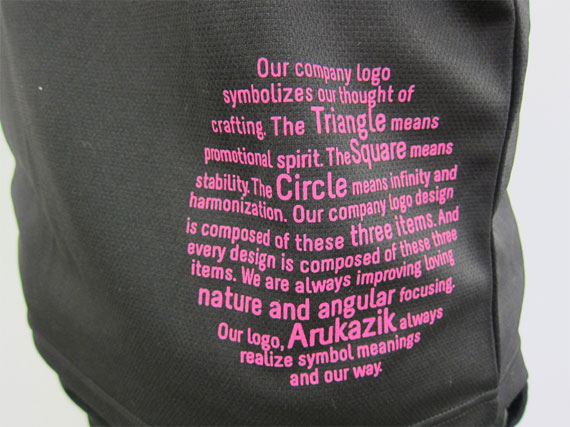 Our company logo
symbolizes our thought of
crafting. The Triangle means
promotional spirit. The Square means
stability. The Circle means infinity and
harmonization. Our company logo design
is composed of these three items. And
every design is composed of these three
items. We are always improving loving
nature and angular focusing.
Our logo, Arukazik always
realize symbol meanings
and our way.